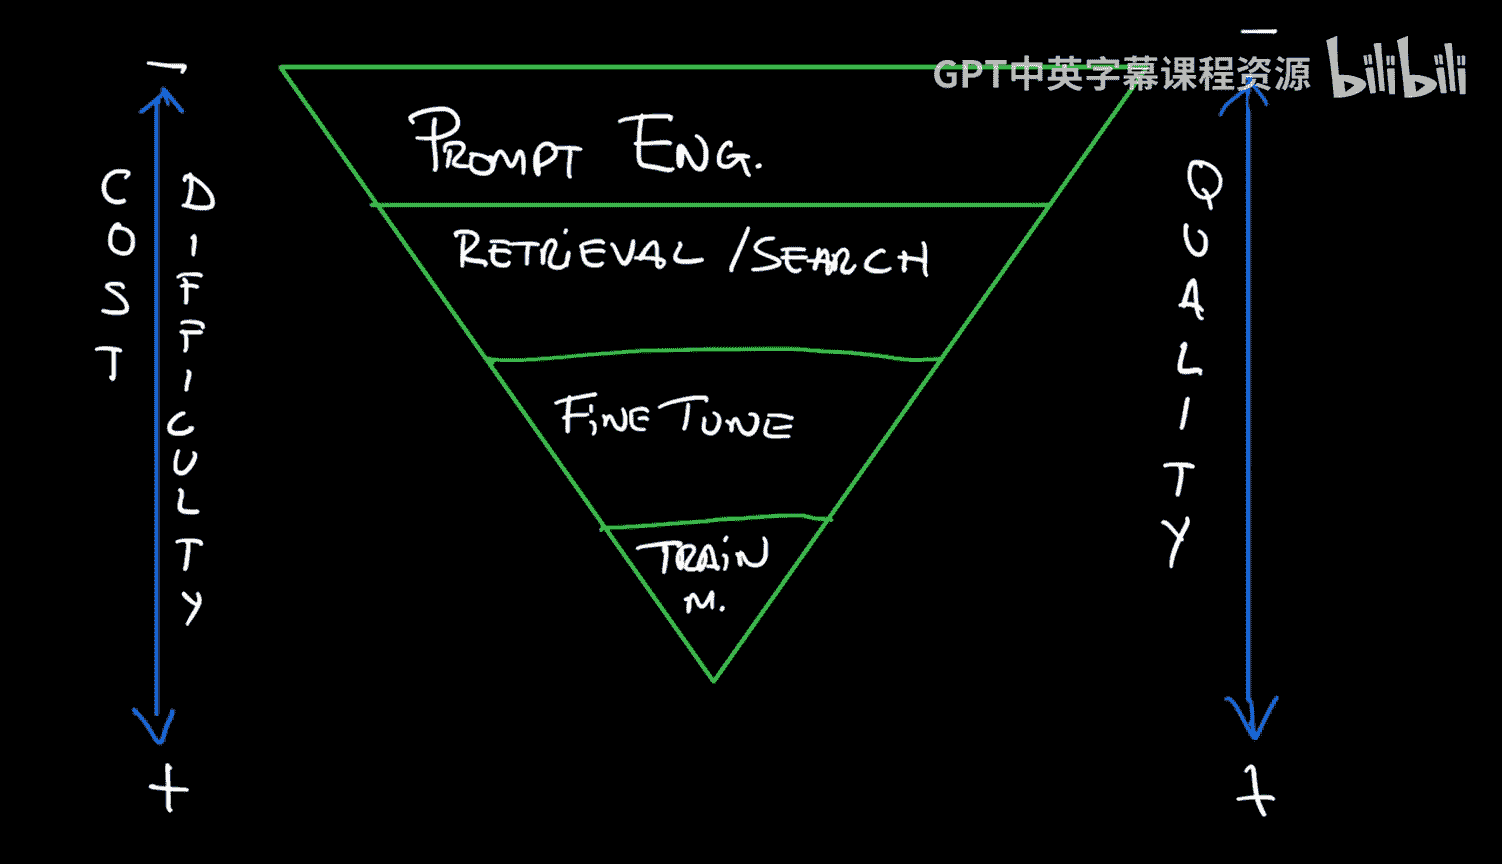 GPT中英字幕课程资源 bilibili
−
−
COST
DIFFICULTY
+
PROMPT ENG.
RETRIEVAL /SEARCH
FINE TUNE
TRAIN
M.
QUALITY
+